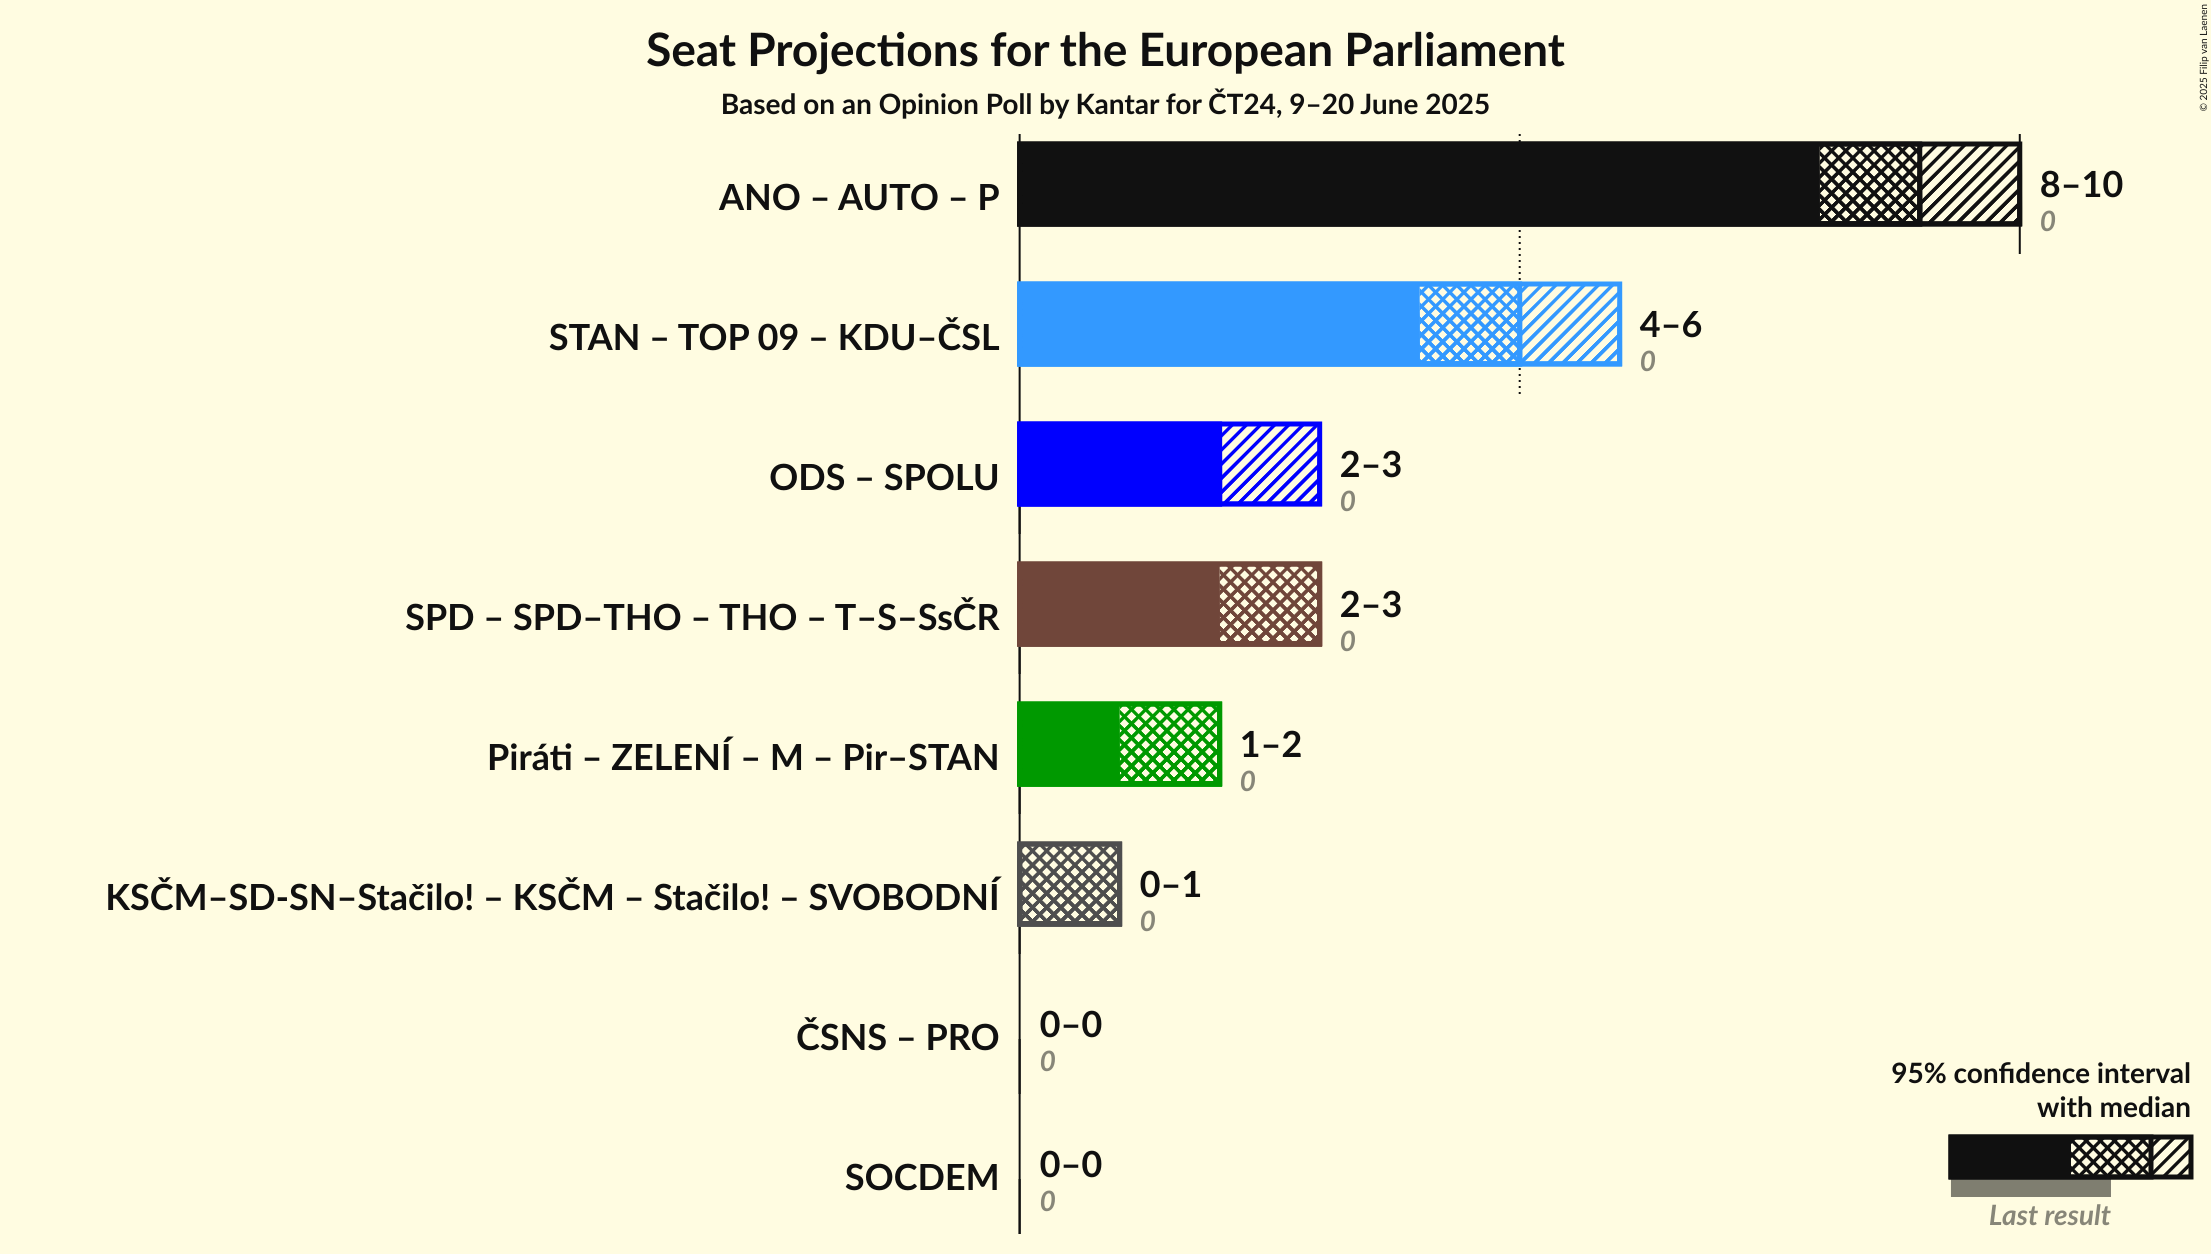 Seat Projections for the European Parliament
Based on an Opinion Poll by Kantar for ČT24, 9–20 June 2025
© 2025 Filip van Laenen
ANO – AUTO – P
8–10
0
STAN – TOP 09 – KDU–ČSL
4–6
0
ODS – SPOLU
2–3
0
SPD – SPD–THO – THO – T–S–SsČR
2–3
0
Piráti – ZELENÍ – M – Pir–STAN
1–2
0
KSČM–SD-SN–Stačilo! – KSČM – Stačilo! – SVOBODNÍ
0–1
0
ČSNS – PRO
0–0
0
SOCDEM
0–0
0
95% confidence interval
with median
Last result